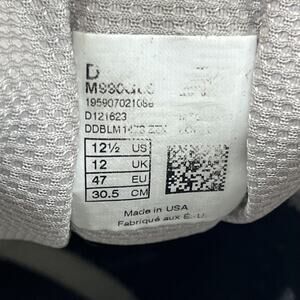 D
195907021086
D121623
12½ US
12 UK
47 EU
30.5 CM
Made in USA
Fabriqué aux É.-U.